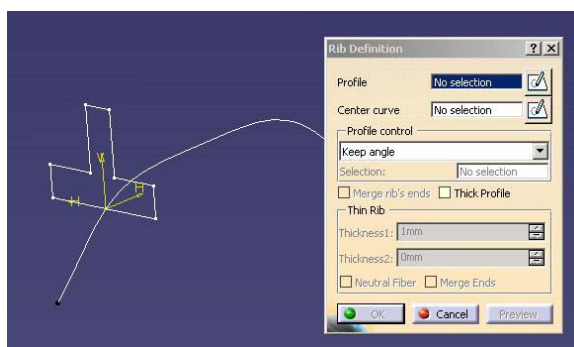 Rib Definition
Profile No selection
Center curve No selection
Profile control
Keep angle
Selection: No selection
Merge rib's ends Thick Profile
Thin Rib
Thickness1: 1mm
Thickness2: 0mm
Neutral Fiber Merge Ends
OK Cancel Preview
V
H
H